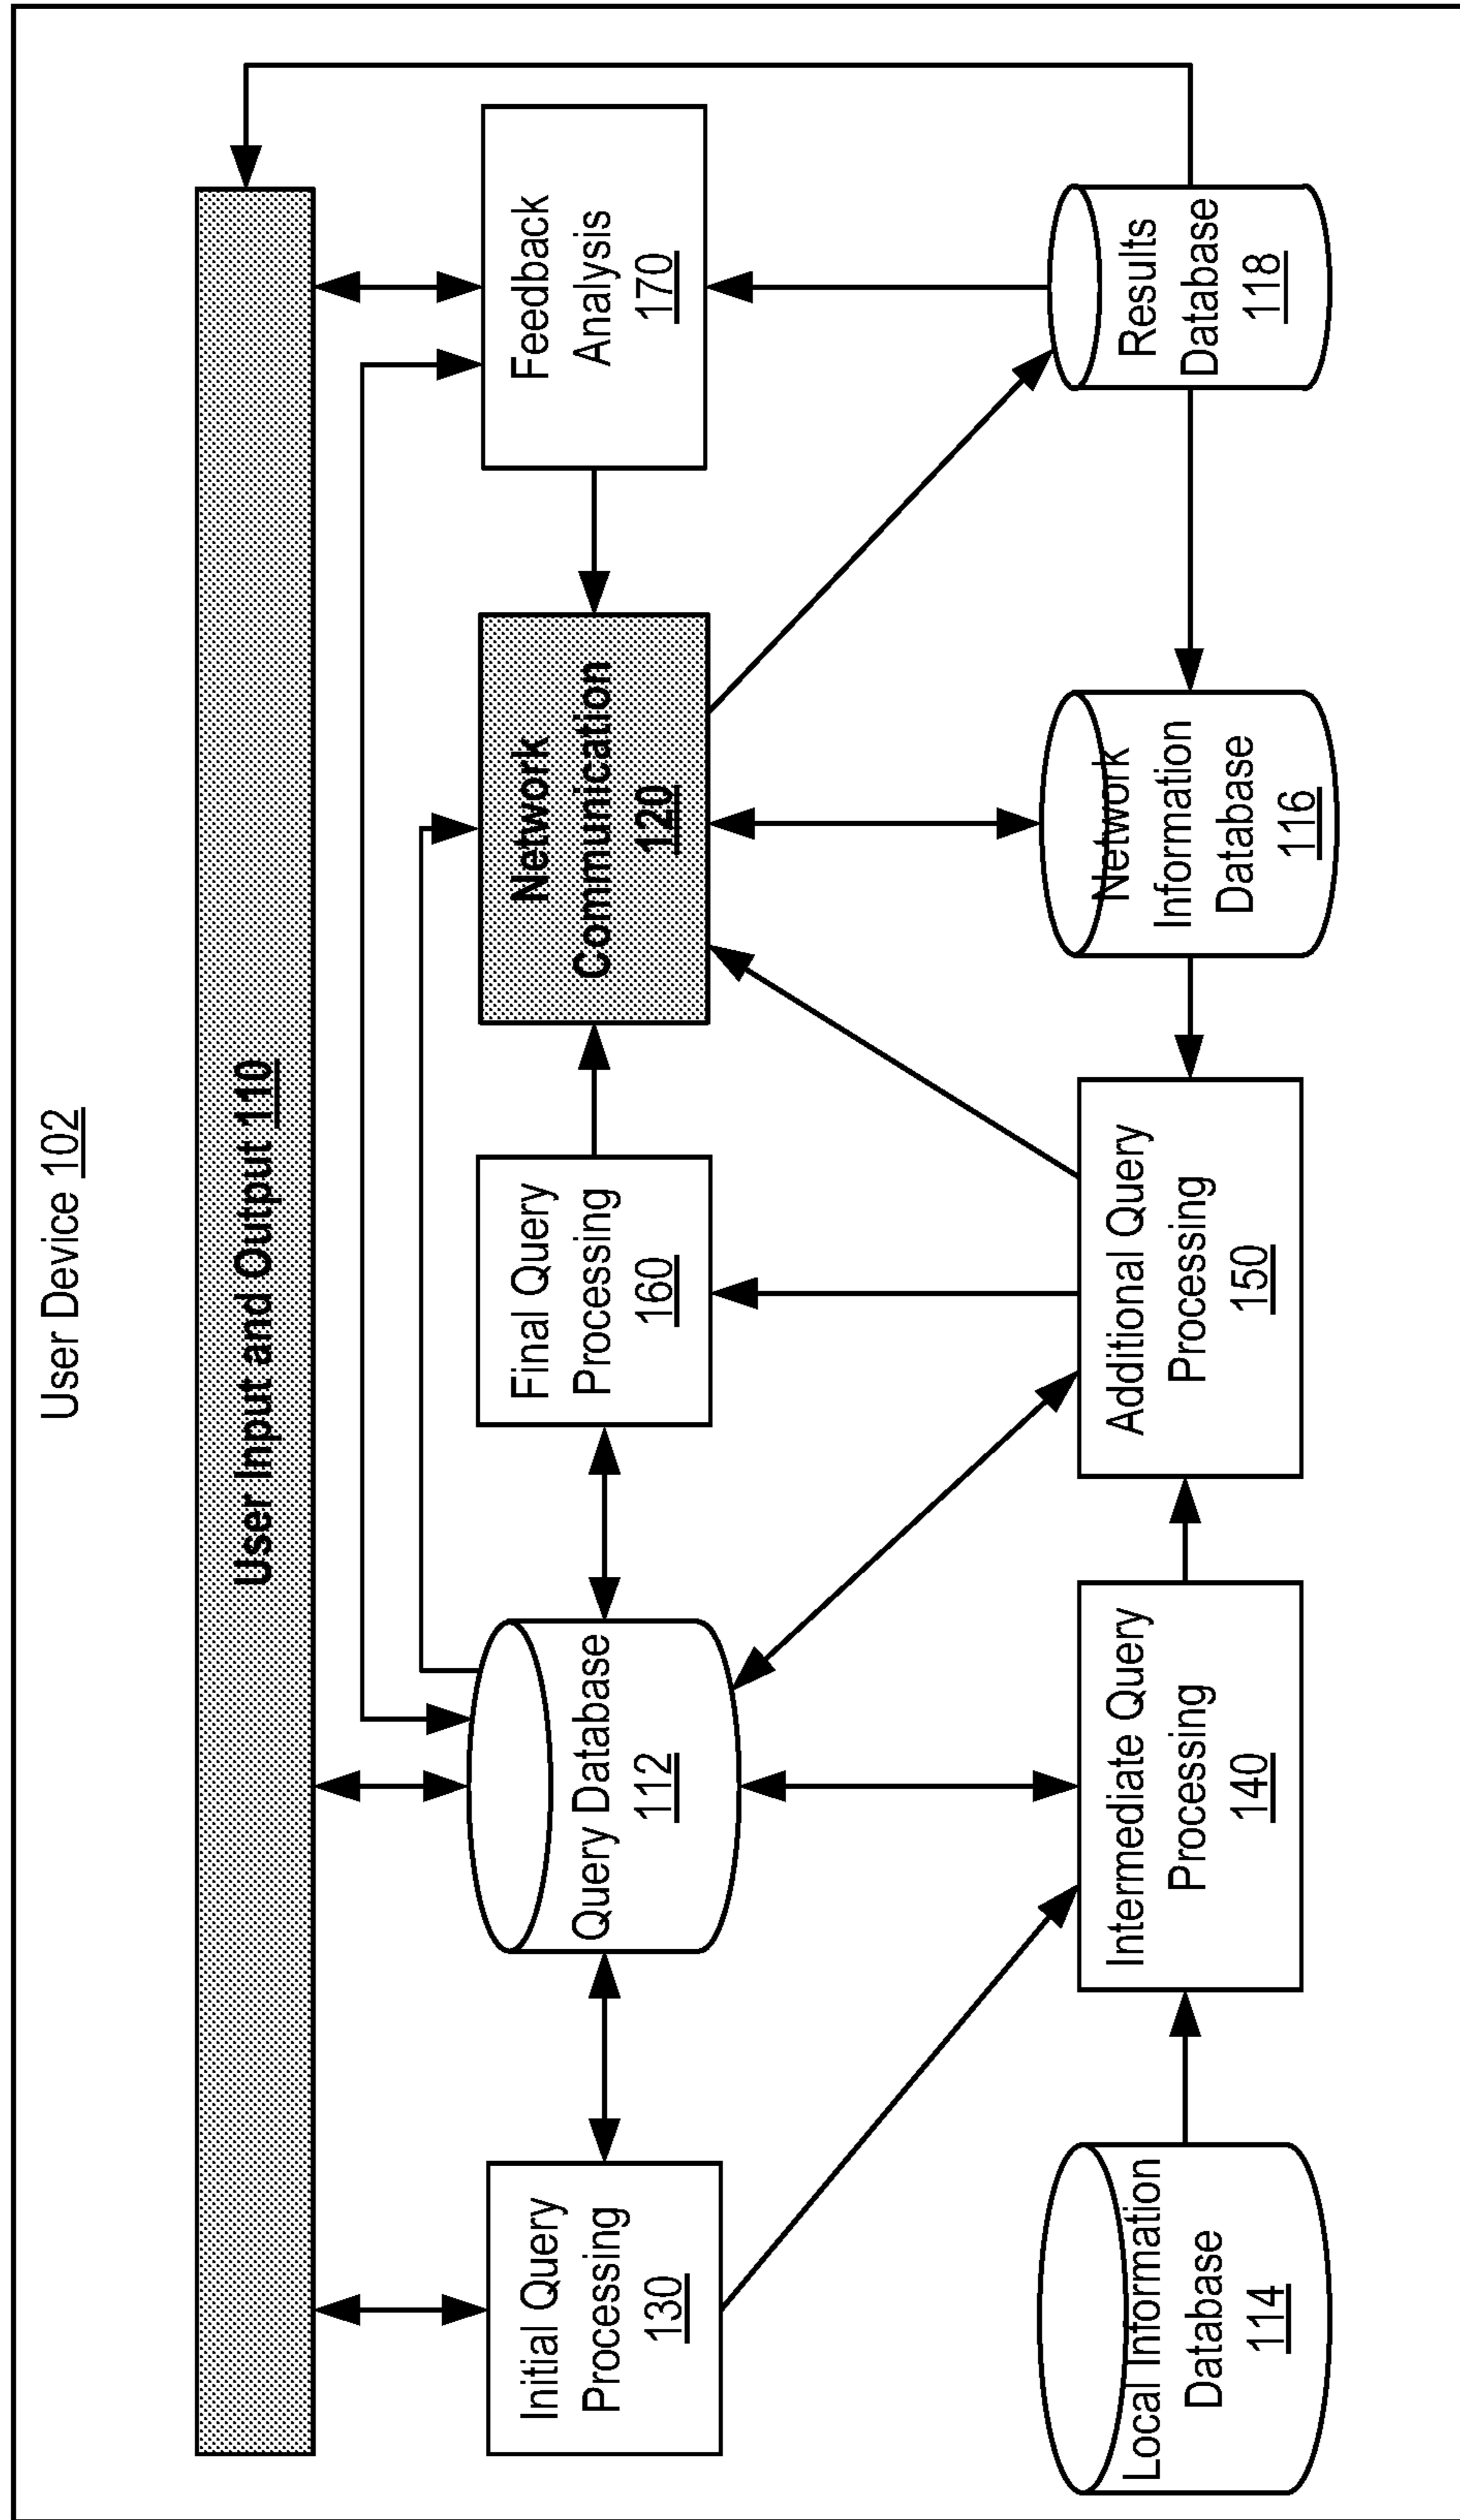 User Device 102
User Input and Output 110
Initial Query
Processing
130
Query Database
112
Final Query
Processing
160
Network
Communication
120
Feedback
Analysis
170
Local Information
Database
114
Intermediate Query
Processing
140
Additional Query
Processing
150
Network
Information
Database
116
Results
Database
118